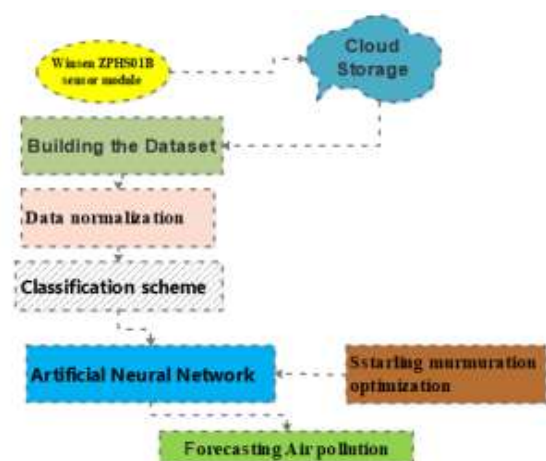 Winsen ZPHS01B
sensor module
Cloud
Storage
Building the Dataset
Data normalization
Classification scheme
Artificial Neural Network
Sstarling murmuration
optimization
Forecasting Air pollution